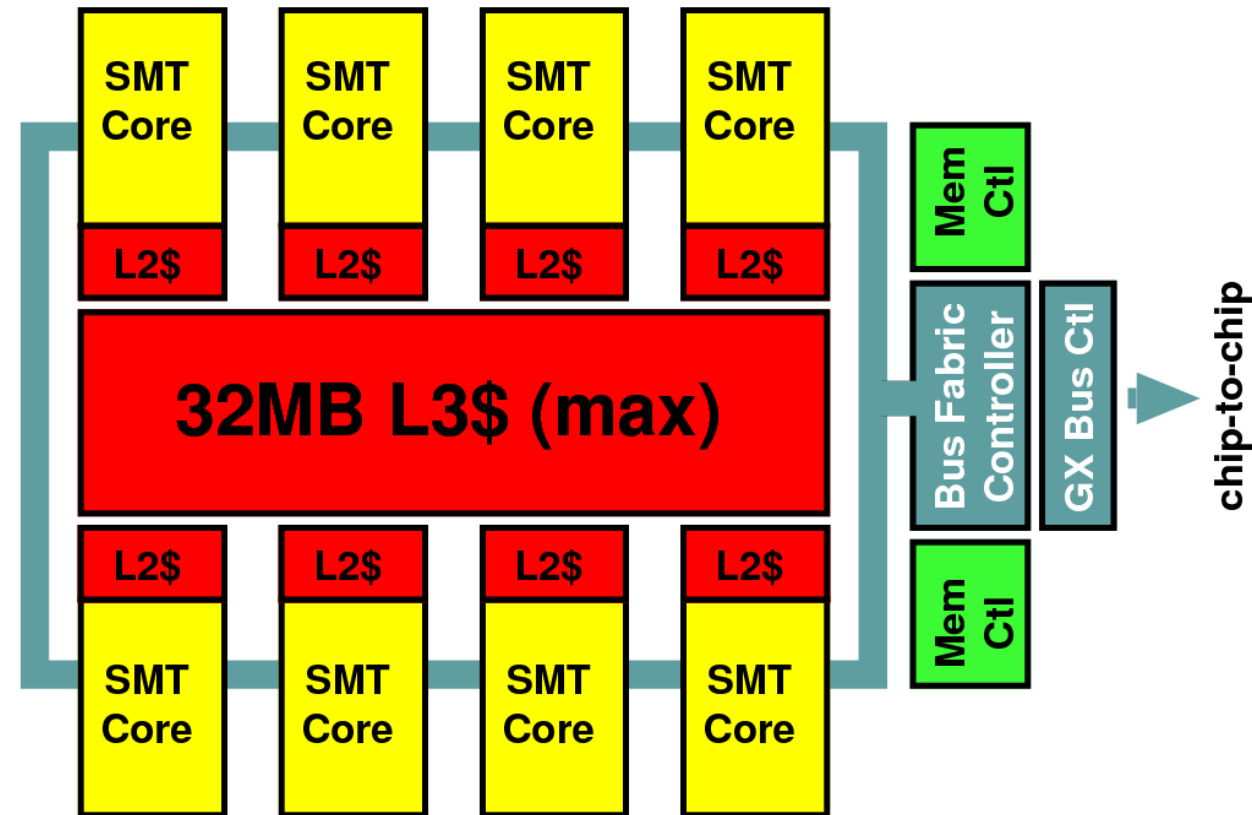 SMT
Core
SMT
Core
SMT
Core
SMT
Core
L2$
L2$
L2$
L2$
32MB L3$ (max)
L2$
L2$
L2$
L2$
SMT
Core
SMT
Core
SMT
Core
SMT
Core
Mem
Ctl
Bus Fabric
Controller
GX Bus Ctl
Mem
Ctl
chip-to-chip